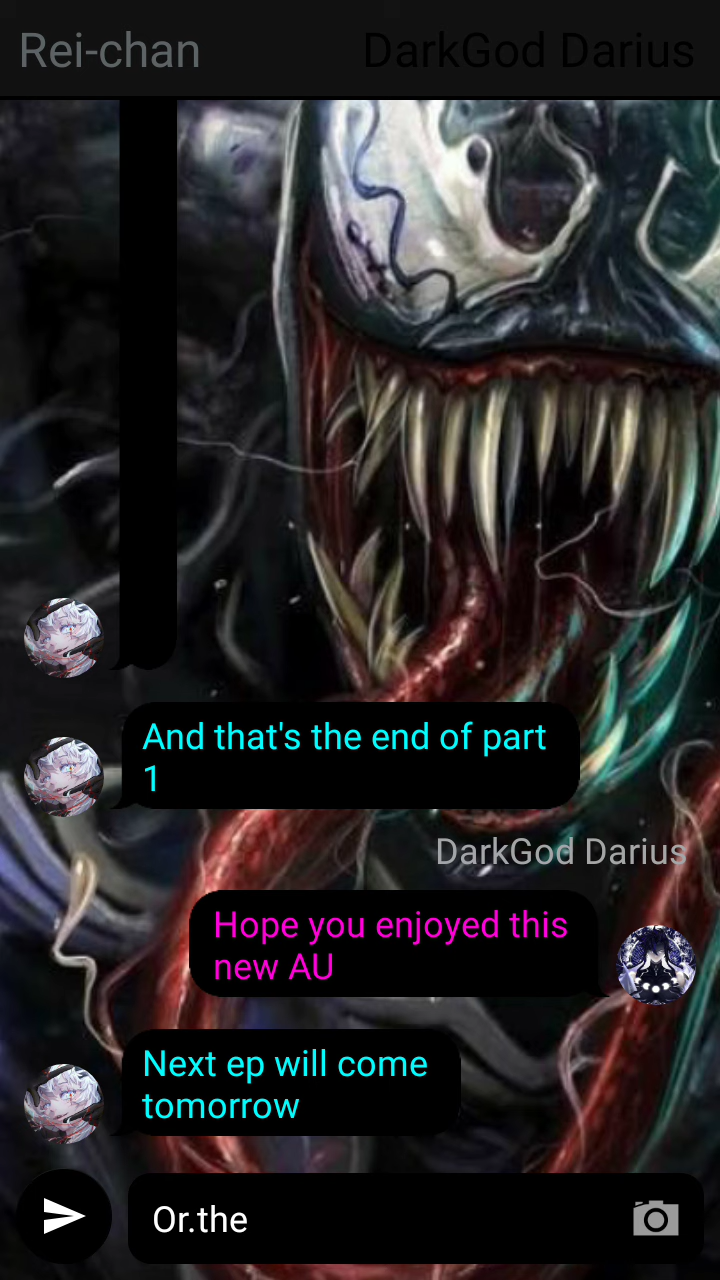 Rei-chan DarkGod Darius
And that's the end of part
1
DarkGod Darius
Hope you enjoyed this
new AU
Next ep will come
tomorrow
Or.the